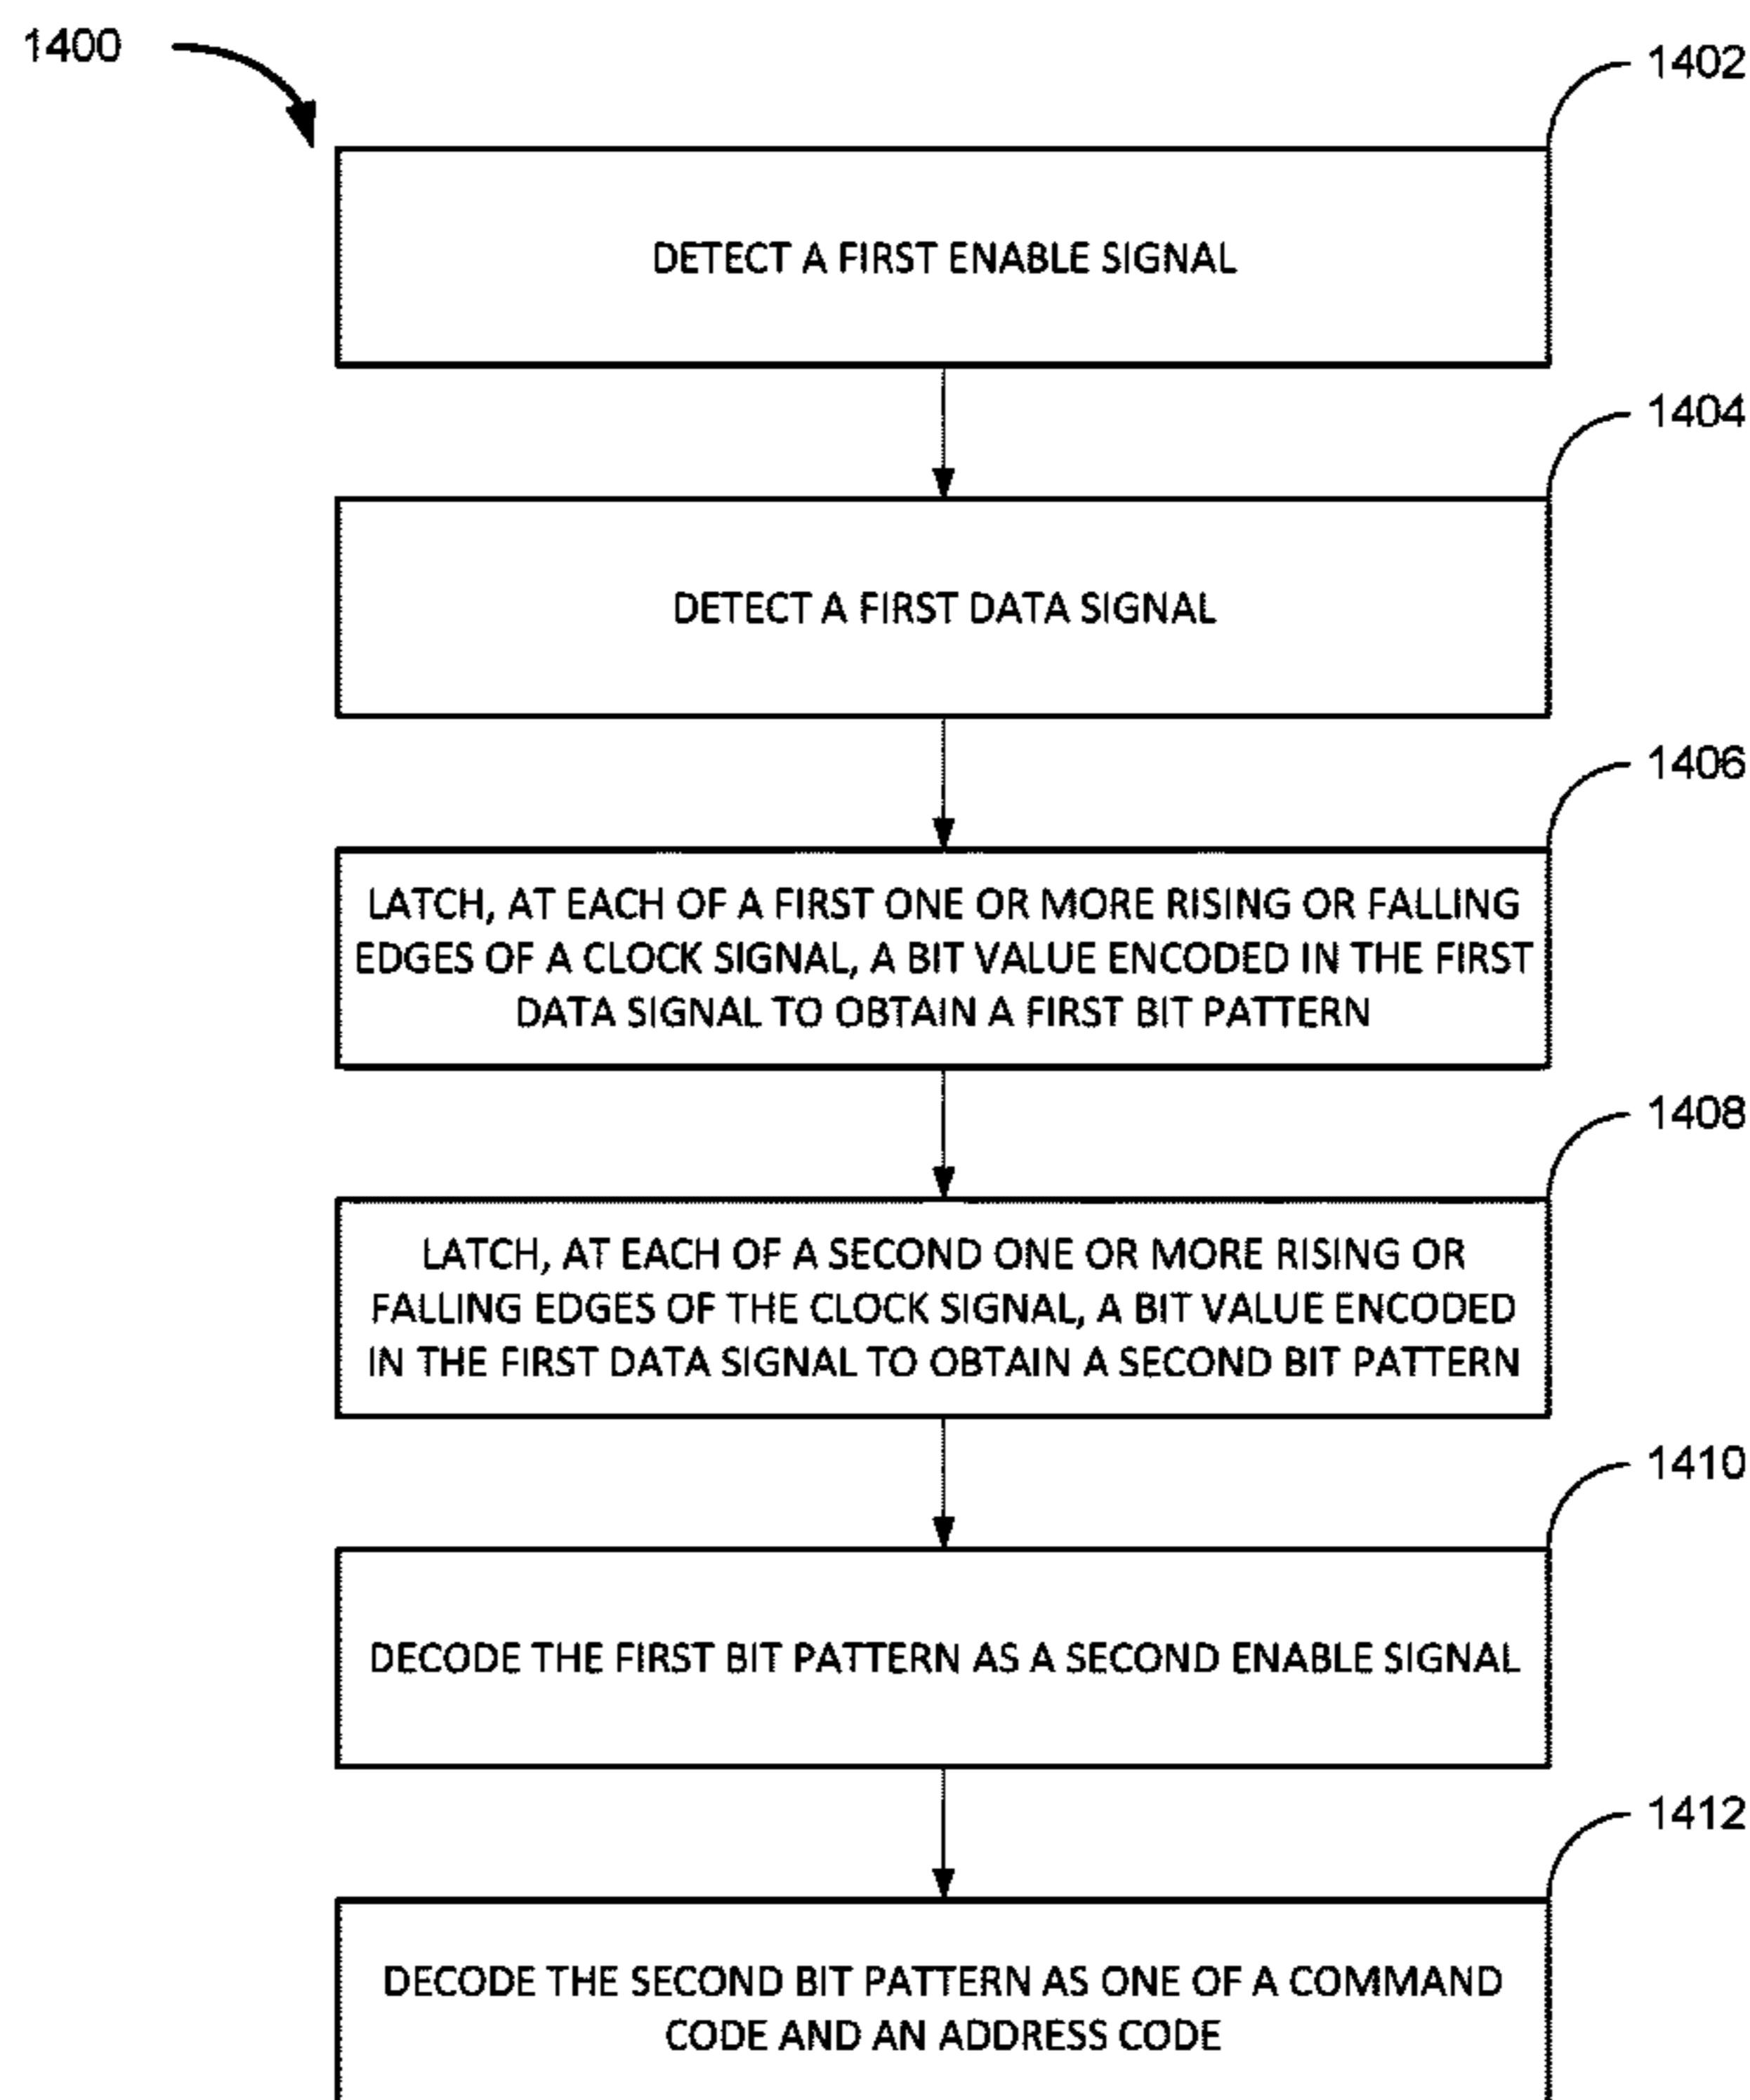 1400
1402
DETECT A FIRST ENABLE SIGNAL
1404
DETECT A FIRST DATA SIGNAL
1406
LATCH, AT EACH OF A FIRST ONE OR MORE RISING OR FALLING
EDGES OF A CLOCK SIGNAL, A BIT VALUE ENCODED IN THE FIRST
DATA SIGNAL TO OBTAIN A FIRST BIT PATTERN
1408
LATCH, AT EACH OF A SECOND ONE OR MORE RISING OR
FALLING EDGES OF THE CLOCK SIGNAL, A BIT VALUE ENCODED
IN THE FIRST DATA SIGNAL TO OBTAIN A SECOND BIT PATTERN
1410
DECODE THE FIRST BIT PATTERN AS A SECOND ENABLE SIGNAL
1412
DECODE THE SECOND BIT PATTERN AS ONE OF A COMMAND
CODE AND AN ADDRESS CODE